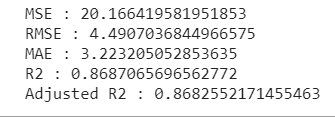 MSE : 20.166419581951853
RMSE : 4.4907036844966575
MAE : 3.223205052853635
R2 : 0.8687065696562772
Adjusted R2 : 0.8682552171455463